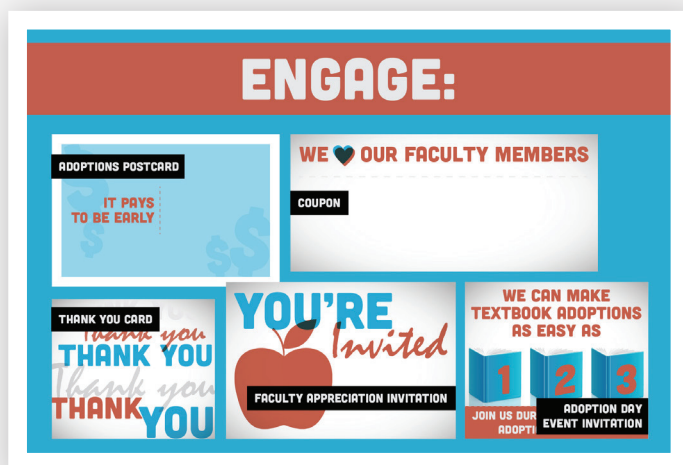 ENGAGE:
ADOPTIONS POSTCARD
IT PAYS
TO BE EARLY
WE OUR FACULTY MEMBERS
COUPON
THANK YOU CARD
Thank you
THANK YOU
Thank you
THANK
YOU
YOU'RE
Invited
FACULTY APPRECIATION INVITATION
WE CAN MAKE
TEXTBOOK ADOPTIONS
AS EASY AS
1 2 3
JOIN US
ADOPTION DAY
EVENT INVITATION